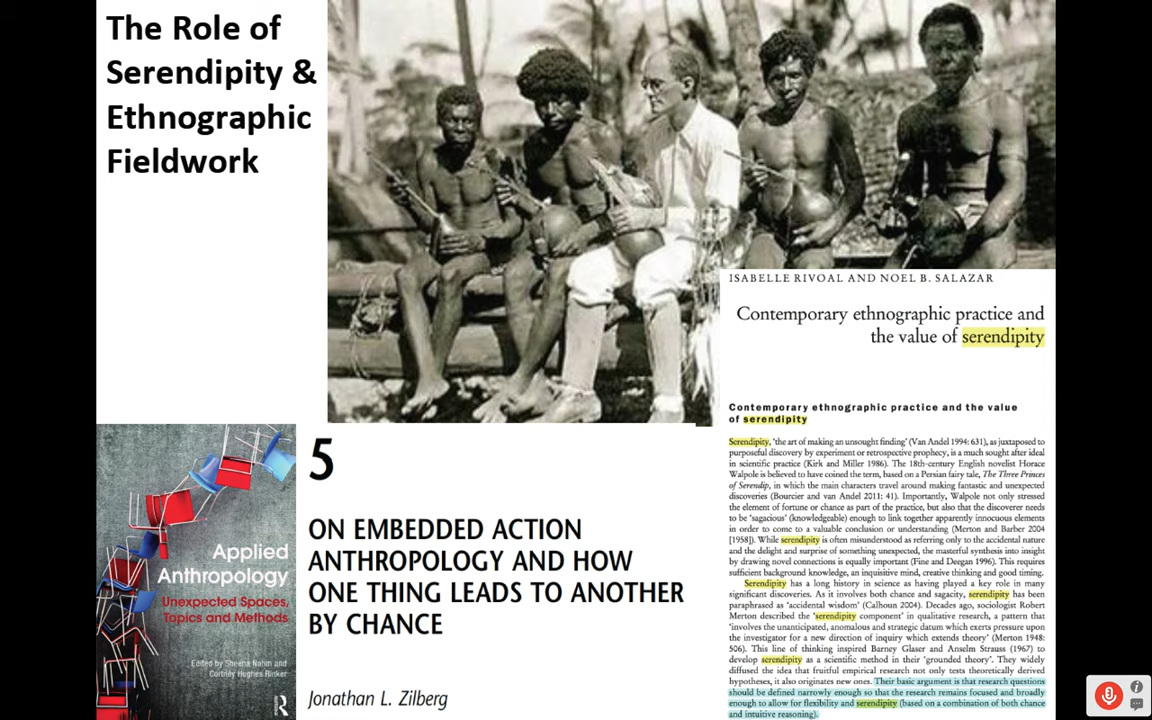 The Role of
Serendipity &
Ethnographic
Fieldwork
ISABELLE RIVOAL AND NOEL B. SALAZAR
Contemporary ethnographic practice and
the value of serendipity
Contemporary ethnographic practice and the value
of serendipity
Serendipity, 'the art of making an unsought finding' (Van Andel 1994: 631), as juxtaposed to
purposeful discovery by experiment or retrospective prophecy, is a much sought after ideal
in scientific practice (Kirk and Miller 1986). The 18th-century English novelist Horace
Walpole is believed to have coined the term, based on a Persian fairy tale, The Three Princes
of Serendip, in which the main characters travel around making fantastic and unexpected
discoveries (Bourcier and van Andel 2011: 41). Importantly, Walpole not only stressed
the element of fortune or chance as part of the practice, but also that the discoverer needs
to be 'sagacious' (knowledgeable) enough to link together apparently innocuous elements
in order to come to a valuable conclusion or understanding (Merton and Barber 2004
[1958]). While serendipity is often misunderstood as referring only to the accidental nature
and the delight and surprise of something unexpected, the masterful synthesis into insight
by drawing novel connections is equally important (Fine and Deegan 1996). This requires
sufficient background knowledge, an inquisitive mind, creative thinking and good timing.
Serendipity has a long history in science as having played a key role in many
significant discoveries. As it involves both chance and sagacity, serendipity has been
paraphrased as 'accidental wisdom' (Calhoun 2004). Decades ago, sociologist Robert
Merton described the 'serendipity component' in qualitative research, a pattern that
'involves the unanticipated, anomalous and strategic datum which exerts pressure upon
the investigator for a new direction of inquiry which extends theory' (Merton 1948:
506). This line of thinking inspired Barney Glaser and Anselm Strauss (1967) to
develop serendipity as a scientific method in their 'grounded theory'. They widely
diffused the idea that fruitful empirical research not only tests theoretically derived
hypotheses, it also originates new ones. Their basic argument is that research questions
should be defined narrowly enough so that the research remains focused and broadly
enough to allow for flexibility and serendipity (based on a combination of both chance
and intuitive reasoning).
Applied
Anthropology
Unexpected Spaces,
Topics and Methods
Edited by Sheena Nahm and
Cortney Hughes Rinker
5
ON EMBEDDED ACTION
ANTHROPOLOGY AND HOW
ONE THING LEADS TO ANOTHER
BY CHANCE
Jonathan L. Zilberg